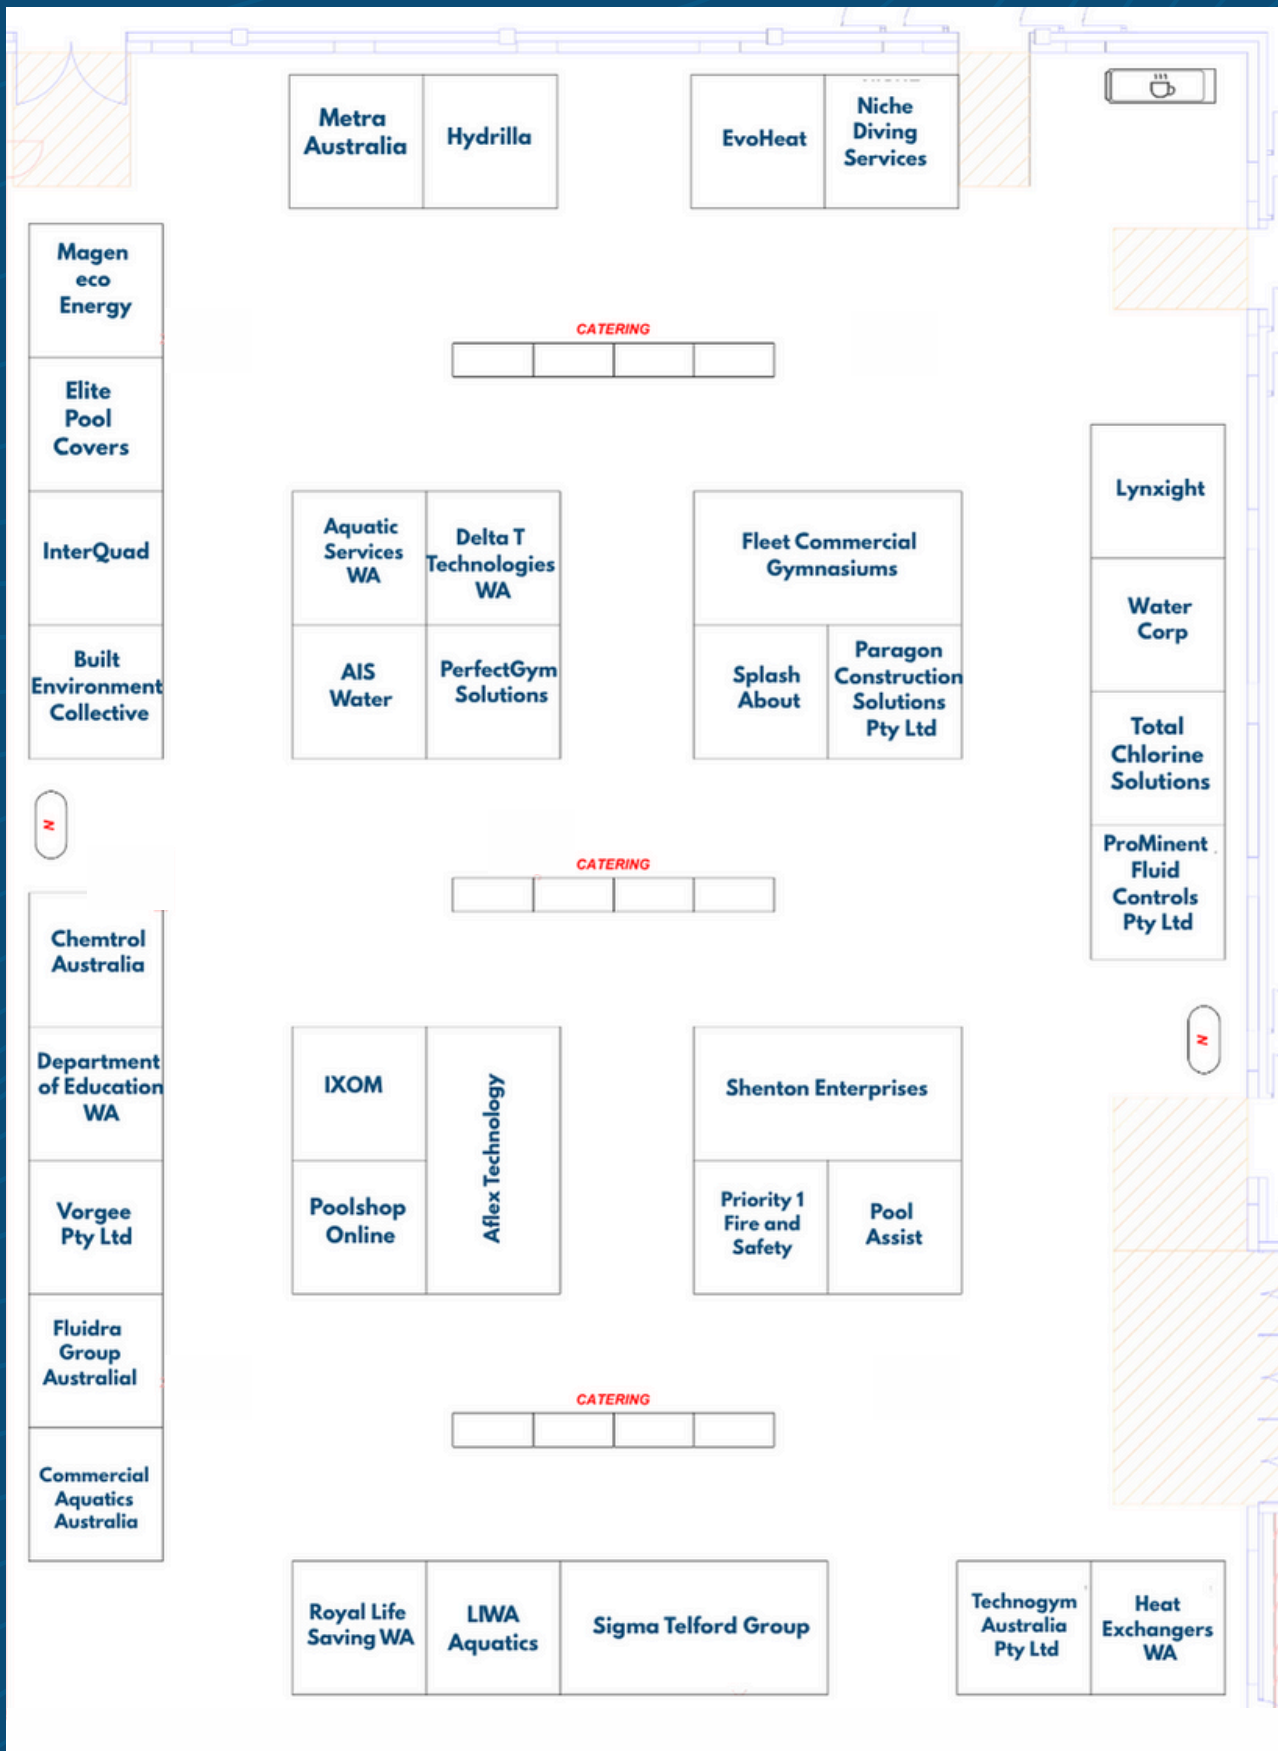 Metra
Australia
Hydrilla
EvoHeat
Niche
Diving
Services
Magen
eco
Energy
CATERING
Elite
Pool
Covers
Lynxight
InterQuad
Aquatic
Services
WA
Delta T
Technologies
WA
Fleet Commercial
Gymnasiums
Water
Corp
Built
Environment
Collective
AIS
Water
PerfectGym
Solutions
Splash
About
Paragon
Construction
Solutions
Pty Ltd
Total
Chlorine
Solutions
N
CATERING
ProMinent
Fluid
Controls
Pty Ltd
Chemtrol
Australia
N
Department
of Education
WA
IXOM
Aflex Technology
Shenton Enterprises
Vorgee
Pty Ltd
Poolshop
Online
Priority 1
Fire and
Safety
Pool
Assist
Fluidra
Group
Australial
CATERING
Commercial
Aquatics
Australia
Royal Life
Saving WA
LIWA
Aquatics
Sigma Telford Group
Technogym
Australia
Pty Ltd
Heat
Exchangers
WA